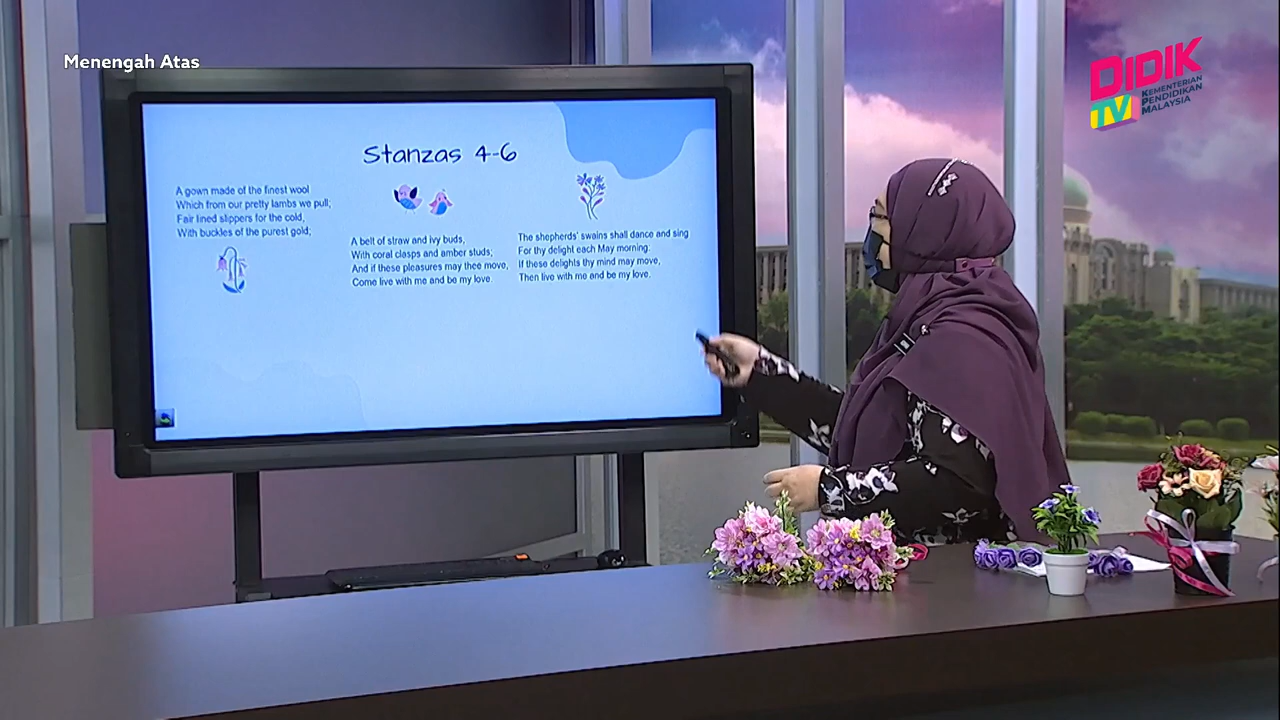 Menengah Atas
DIDIK
TV
KEMENTERIAN
PENDIDIKAN
MALAYSIA
Stanzas 4-6
A gown made of the finest wool
Which from our pretty lambs we pull;
Fair lined slippers for the cold,
With buckles of the purest gold;
A belt of straw and ivy buds,
With coral clasps and amber studs;
And if these pleasures may thee move,
Come live with me and be my love.
The shepherds' swains shall dance and sing
For thy delight each May morning:
If these delights thy mind may move,
Then live with me and be my love.